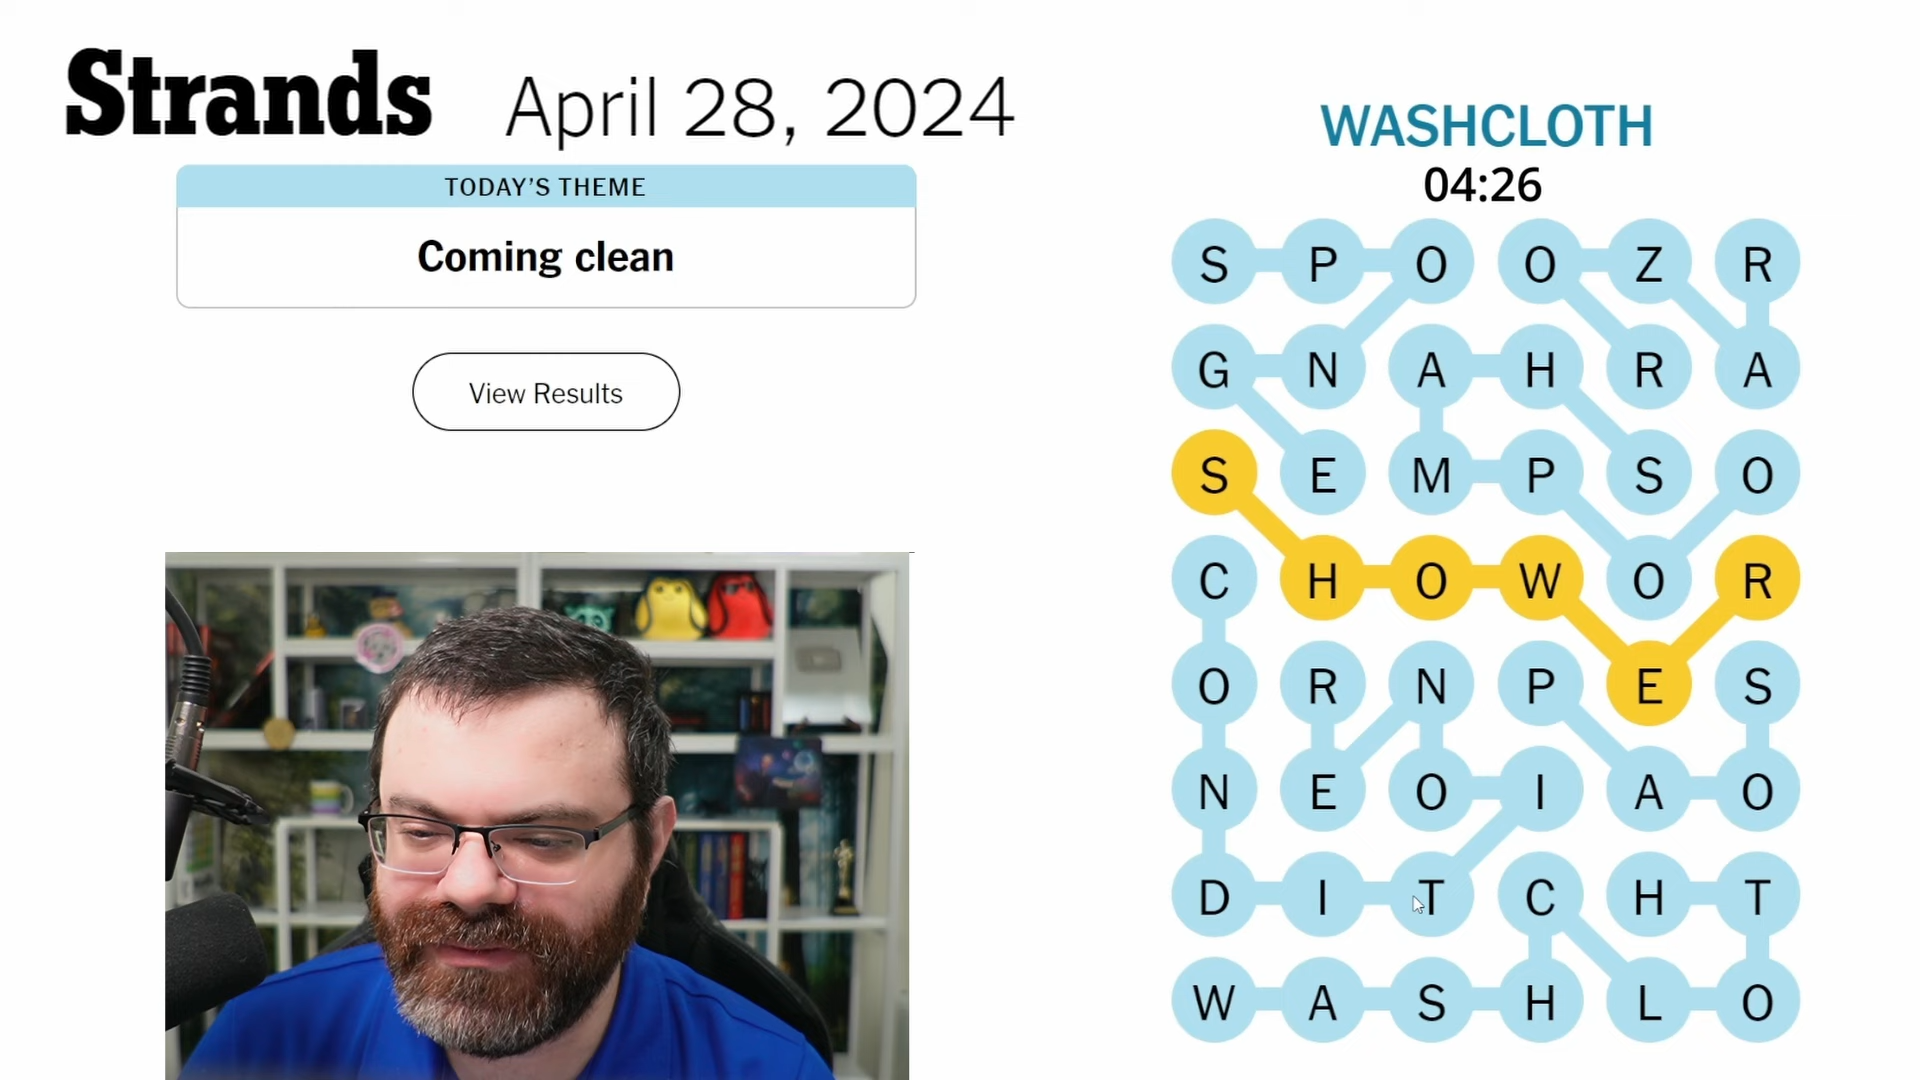 Strands April 28, 2024
TODAY'S THEME
Coming clean
View Results
WASHCLOTH
04:26
S P O O Z R
G N A H R A
S E M P S O
C H O W O R
O R N P E S
N E O I A O
D I T C H T
W A S H L O